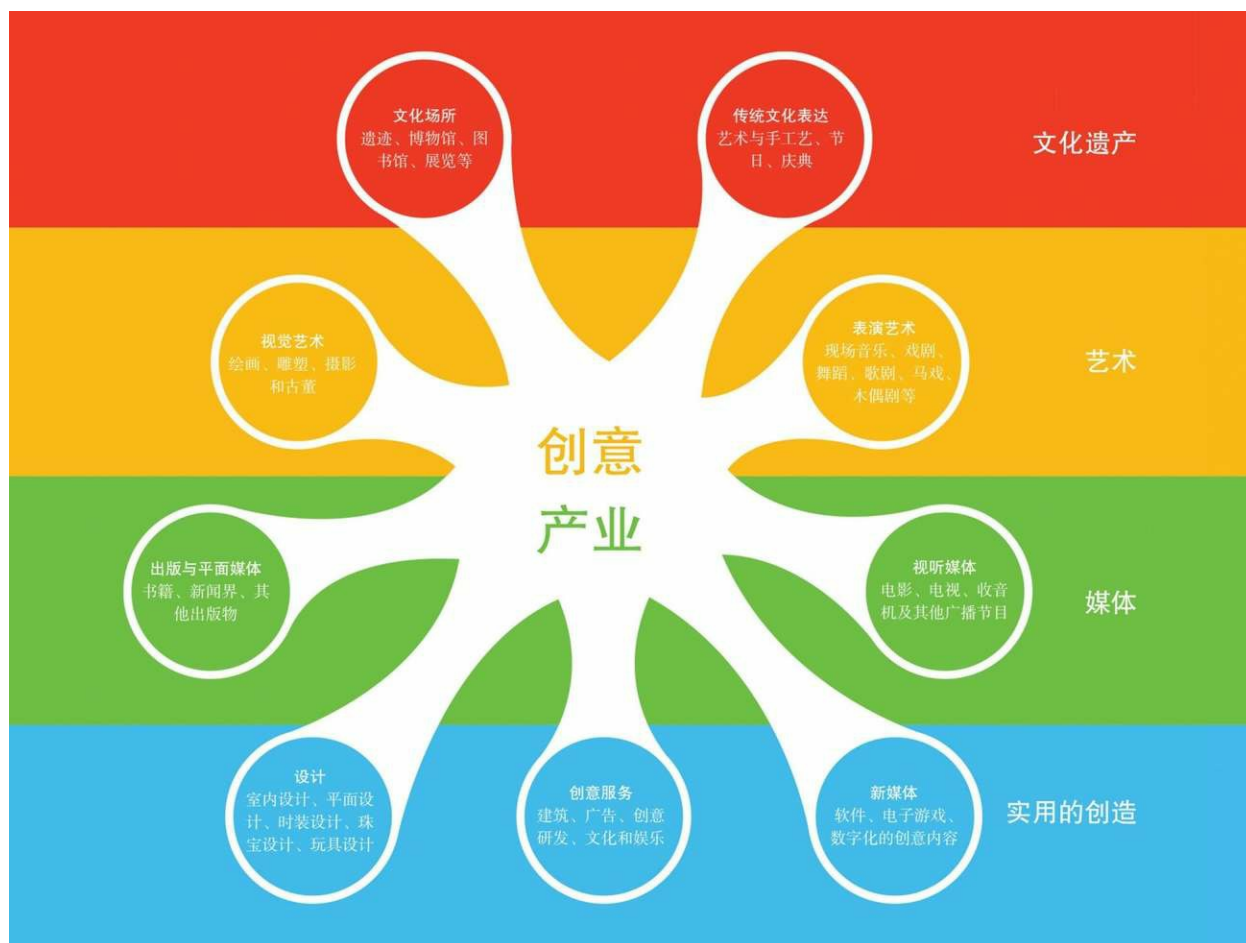 文化场所
遗迹、博物馆、图
书馆、展览等
传统文化表达
艺术与手工艺、节
日、庆典
文化遗产
视觉艺术
绘画、雕塑、摄影
和古董
表演艺术
现场音乐、戏剧、
舞蹈、歌剧、马戏、
木偶剧等
艺术
创意
产业
出版与平面媒体
书籍、新闻界、其
他出版物
视听媒体
电影、电视、收音
机及其他广播节目
媒体
设计
室内设计、平面设
计、时装设计、珠
宝设计、玩具设计
创意服务
建筑、广告、创意
研发、文化和娱乐
新媒体
软件、电子游戏、
数字化的创意内容
实用的创造